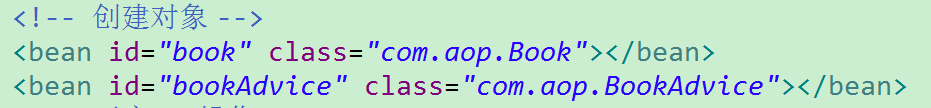 <!-- 创建对象 -->
<bean id="book" class="com.aop.Book"></bean>
<bean id="bookAdvice" class="com.aop.BookAdvice"></bean>